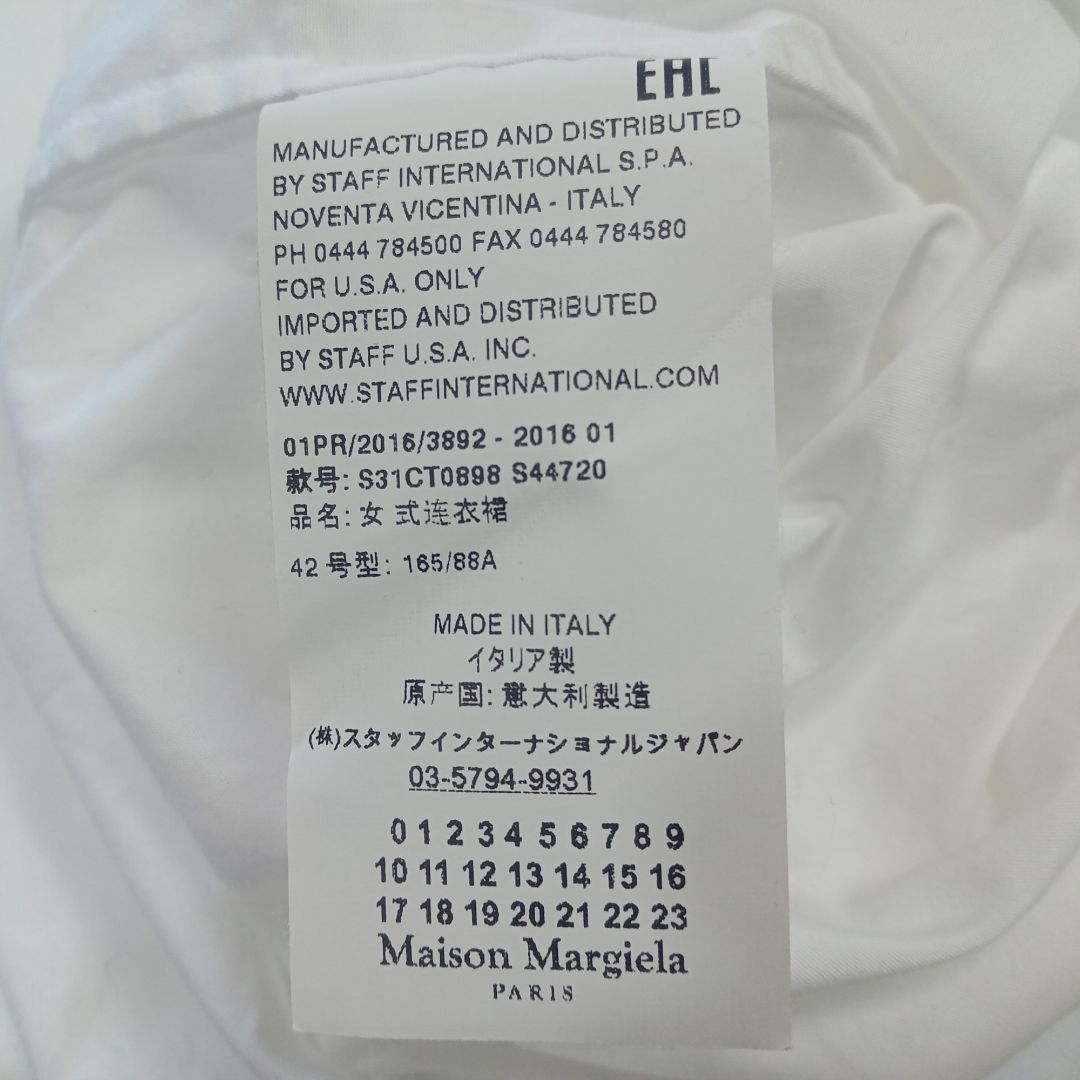 EAC
MANUFACTURED AND DISTRIBUTED
BY STAFF INTERNATIONAL S.P.A.
NOVENTA VICENTINA - ITALY
PH 0444 784500 FAX 0444 784580
FOR U.S.A. ONLY
IMPORTED AND DISTRIBUTED
BY STAFF U.S.A. INC.
WWW.STAFFINTERNATIONAL.COM
01PR/2016/3892 - 2016 01
款号: S31CT0898 S44720
品名: 女 式连衣裙
42 号型: 165/88A
MADE IN ITALY
イタリア製
原产国: 意大利製造
(株)スタッフインターナショナルジャパン
03-5794-9931
0 1 2 3 4 5 6 7 8 9
10 11 12 13 14 15 16
17 18 19 20 21 22 23
Maison Margiela
PARIS